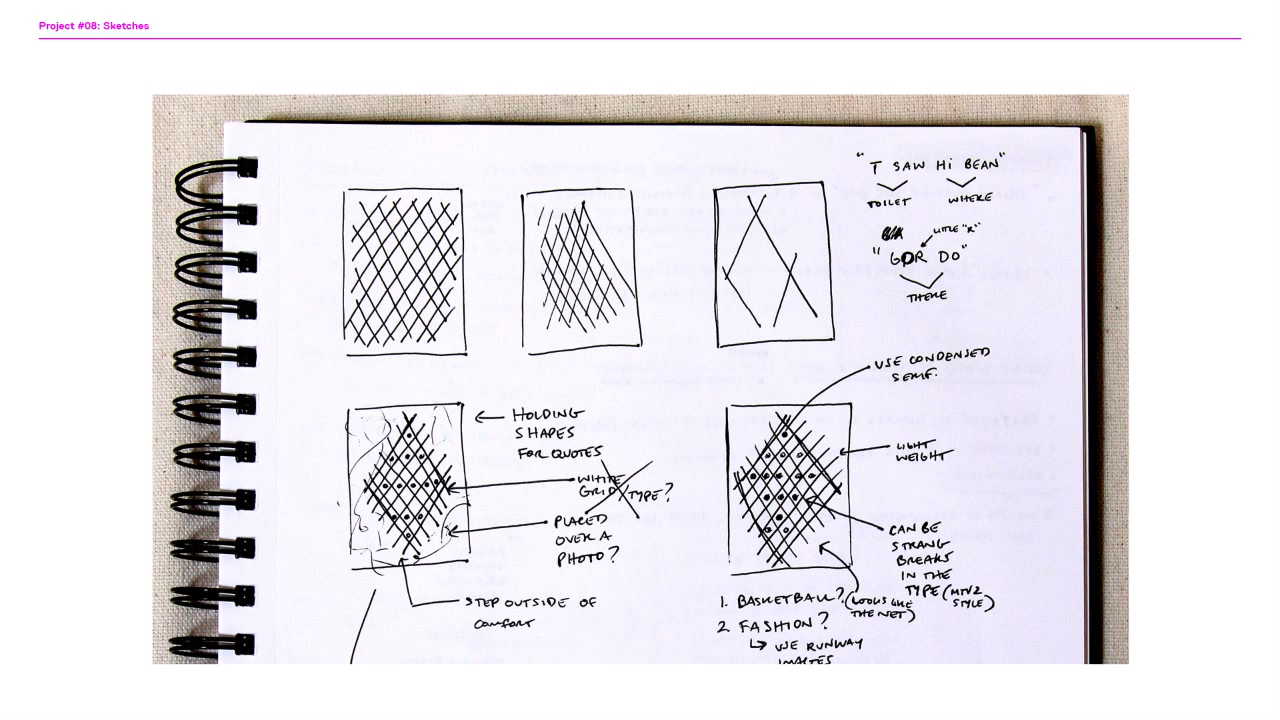 Project #08: Sketches
"T SAW Hi BEAN"
TOILET
WHERE
LITTLE "R"
"GOR DO"
THERE
USE CONDENSED
SERIF.
HOLDING
SHAPES
FOR QUOTES
WHITE
GRID
TYPE?
PLACED
OVER A
PHOTO?
STEP OUTSIDE OF
COMFORT
LIGHT
WEIGHT
CAN BE
STRANG
BREAKS
IN THE
TYPE (MTV2
STYLE)
1. BASKETBALL? (LOOKS LIKE
THE NET)
2. FASHION?
↳ USE RUNWAY
IMAGES